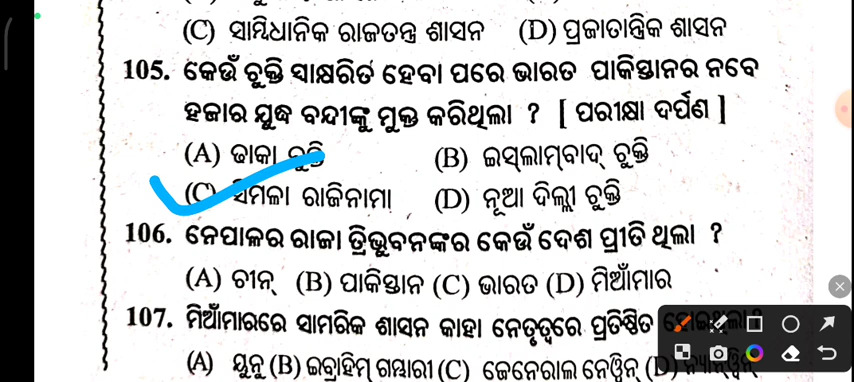 (C) ସାମ୍ବିଧାନିକ ରାଜତନ୍ତ୍ର ଶାସନ (D) ପ୍ରଜାତାନ୍ତ୍ରିକ ଶାସନ
105. କେଉଁ ଚୁକ୍ତି ସ୍ୱାକ୍ଷରିତ ହେବା ପରେ ଭାରତ ପାକିସ୍ତାନର ନବେ
ହଜାର ଯୁଦ୍ଧ ବନ୍ଦୀଙ୍କୁ ମୁକ୍ତ କରିଥିଲା ? [ ପରୀକ୍ଷା ଦର୍ପଣ ]
(A) ଢାକା ଚୁକ୍ତି (B) ଇସ୍‌ଲାମ୍‌ବାଦ୍ ଚୁକ୍ତି
(C) ସିମଳା ରାଜିନାମା (D) ନୂଆ ଦିଲ୍ଲୀ ଚୁକ୍ତି
106. ନେପାଳର ରାଜା ତ୍ରିଭୁବନଙ୍କର କେଉଁ ଦେଶ ପ୍ରୀତି ଥିଲା ?
(A) ଚୀନ୍ (B) ପାକିସ୍ତାନ (C) ଭାରତ (D) ମିଆଁମାର
107. ମିଆଁମାରରେ ସାମରିକ ଶାସନ କାହା ନେତୃତ୍ୱରେ ପ୍ରତିଷ୍ଠିତ
(A) ୟୁନୁ (B) ଇବ୍ରାହିମ୍ ଗମ୍ଭାରୀ (C) ଜେନେରାଲ ନେୱିନ୍ (D)